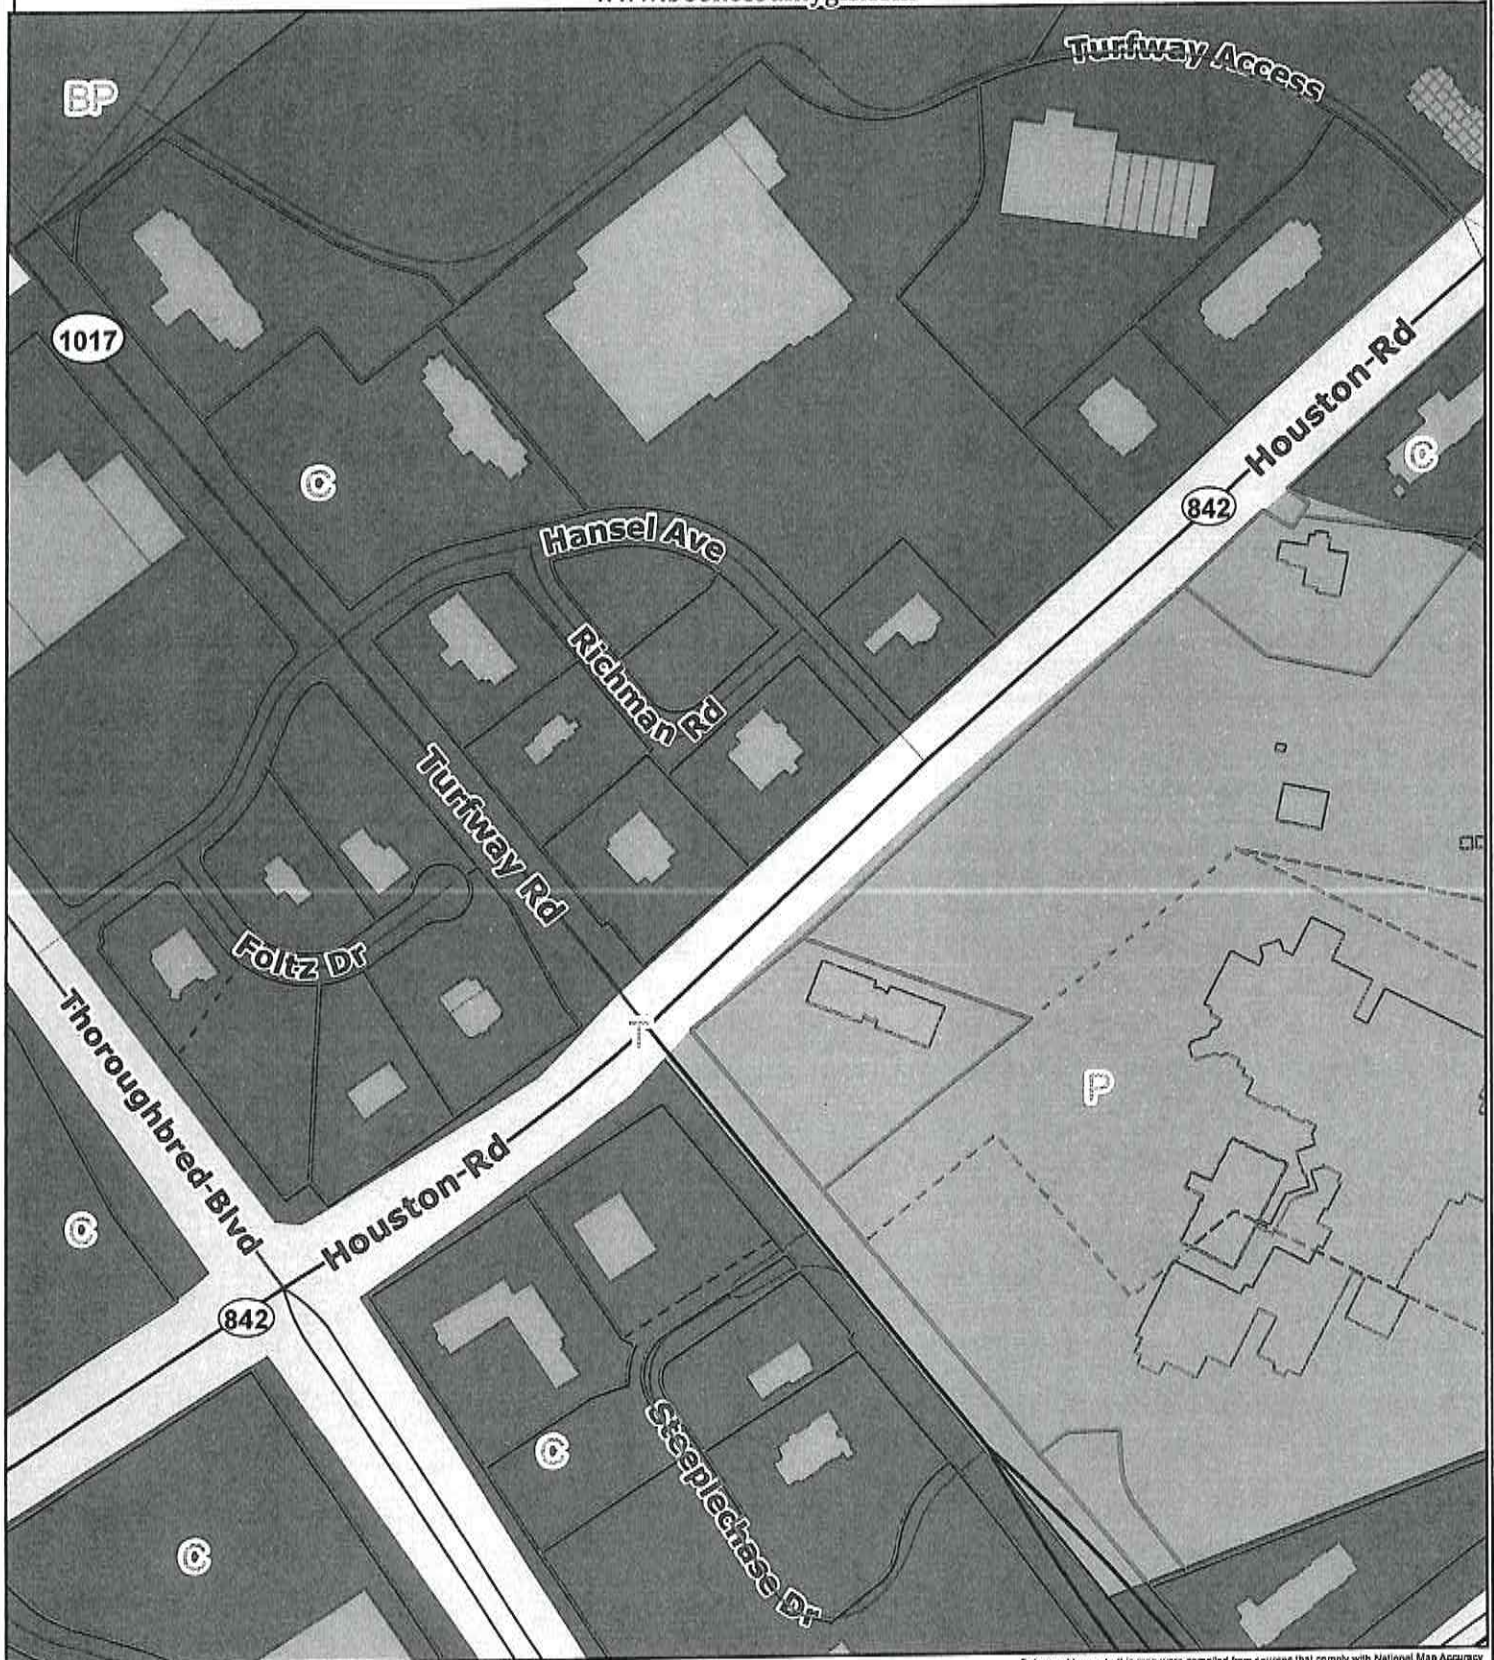 Turfway Access
BP
1017
Houston-Rd
C
C
842
Hansel Ave
Richman Rd
Turfway Rd
Foltz Dr
T
P
Thoroughbred-Blvd
Houston-Rd
C
842
C
Steeplechase Dr
C